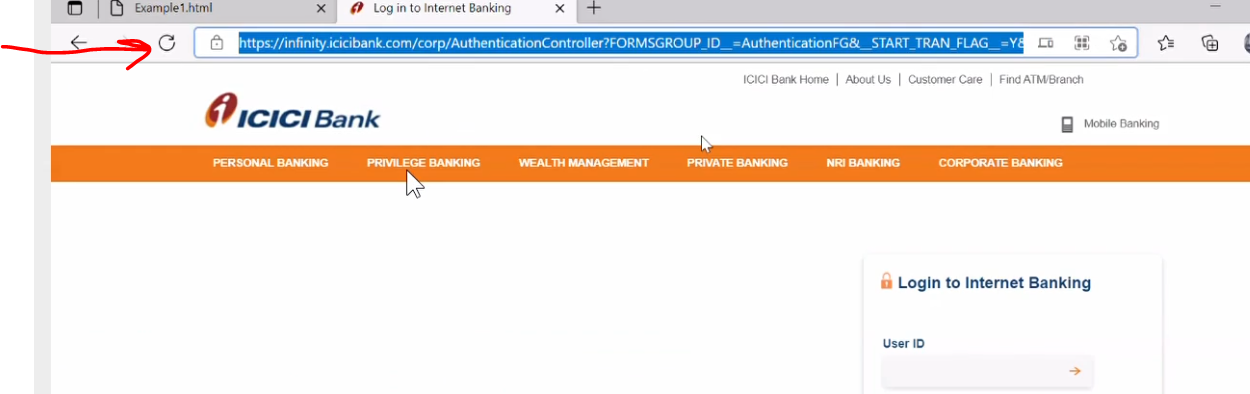 Example1.html
Log in to Internet Banking
https://infinity.icicibank.com/corp/AuthenticationController?FORMSGROUP_ID__=AuthenticationFG&__START_TRAN_FLAG__=Y&
ICICI Bank Home | About Us | Customer Care | Find ATM/Branch
ICICI Bank
Mobile Banking
PERSONAL BANKING PRIVILEGE BANKING WEALTH MANAGEMENT PRIVATE BANKING NRI BANKING CORPORATE BANKING
Login to Internet Banking
User ID